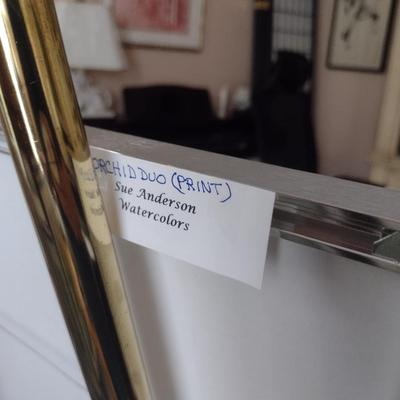 ORCHID DUO (PRINT)
Sue Anderson
Watercolors